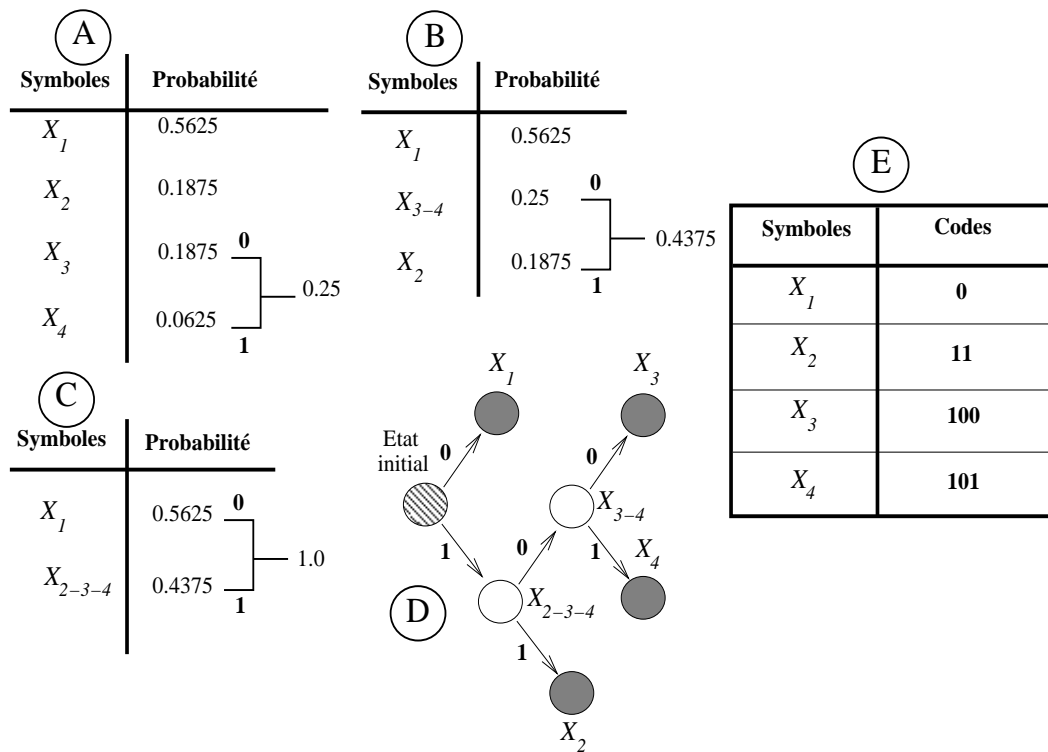 A
Symboles Probabilité
X1 0.5625
X2 0.1875
X3 0.1875 0
0.25
X4 0.0625
1
B
Symboles Probabilité
X1 0.5625
0
X3−4 0.25
0.4375
X2 0.1875
1
C
Symboles Probabilité
0
X1 0.5625
1.0
X2−3−4 0.4375
1
D
Etat
initial
0
1
X1
X2−3−4
0
1
X3−4
0
1
X3
X4
X2
E
Symboles Codes
X1 0
X2 11
X3 100
X4 101